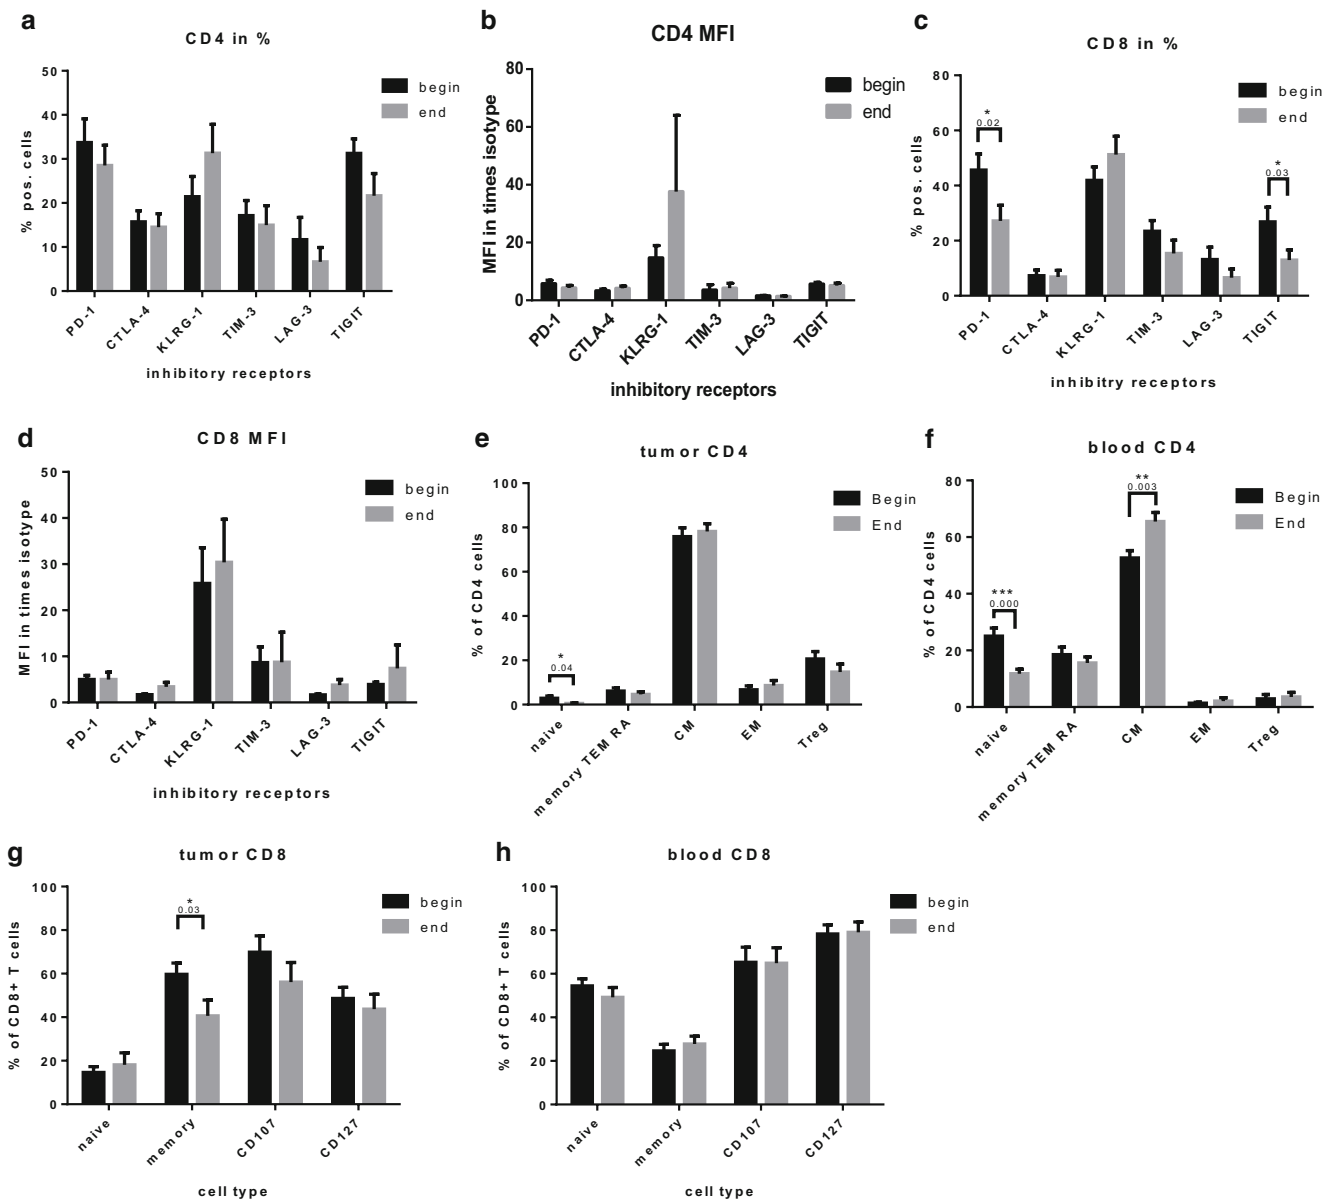 a
CD4 in %
50
40
30
20
10
0
% pos. cells
begin
end
PD-1
CTLA-4
KLRG-1
TIM-3
LAG-3
TIGIT
inhibitory receptors
b
CD4 MFI
80
60
40
20
0
MFI in times isotype
begin
end
PD-1
CTLA-4
KLRG-1
TIM-3
LAG-3
TIGIT
inhibitory receptors
c
CD8 in %
80
60
40
20
0
% pos. cells
begin
end
*
0.02
*
0.03
PD-1
CTLA-4
KLRG-1
TIM-3
LAG-3
TIGIT
inhibitry receptors
d
CD8 MFI
50
40
30
20
10
0
MFI in times isotype
begin
end
PD-1
CTLA-4
KLRG-1
TIM-3
LAG-3
TIGIT
inhibitory receptors
e
tumor CD4
100
80
60
40
20
0
% of CD4 cells
Begin
End
*
0.04
naive
memory TEM RA
CM
EM
Treg
f
blood CD4
80
60
40
20
0
% of CD4 cells
Begin
End
***
0.000
**
0.003
naive
memory TEM RA
CM
EM
Treg
g
tumor CD8
100
80
60
40
20
0
% of CD8+ T cells
begin
end
*
0.03
naive
memory
CD107
CD127
cell type
h
blood CD8
100
80
60
40
20
0
% of CD8+ T cells
begin
end
naive
memory
CD107
CD127
cell type